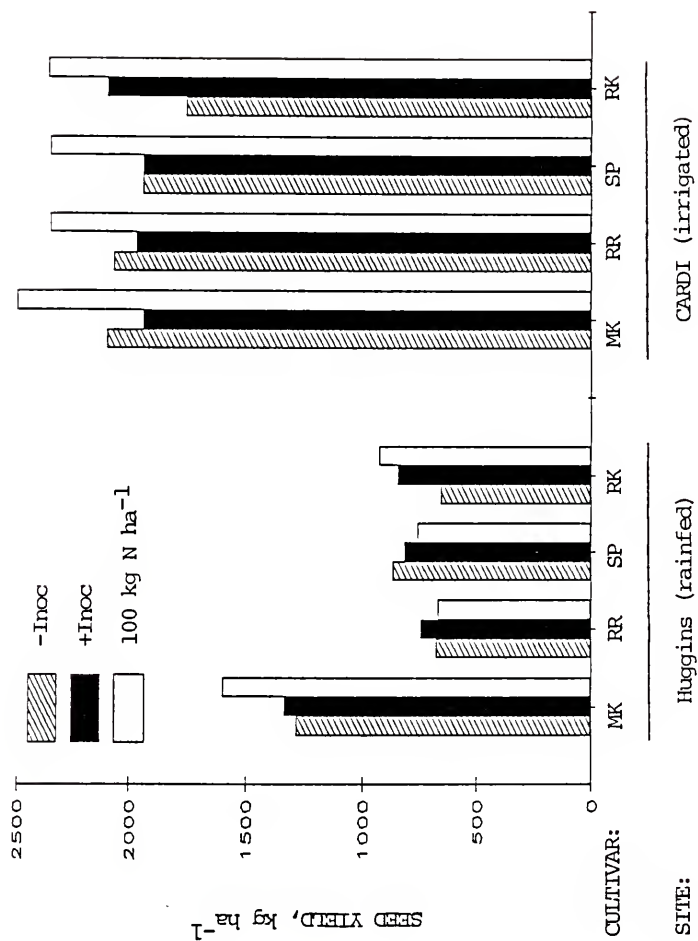 -Inoc
+Inoc
100 kg N ha⁻¹
SEED YIELD, kg ha⁻¹
2500
2000
1500
1000
500
0
CULTIVAR: MK RR SP RK MK RR SP RK
SITE: Huggins (rainfed) CARDI (irrigated)